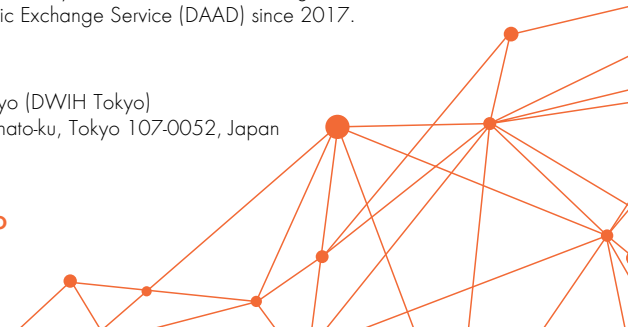 ic Exchange Service (DAAD) since 2017.
yo (DWIH Tokyo)
nato-ku, Tokyo 107-0052, Japan